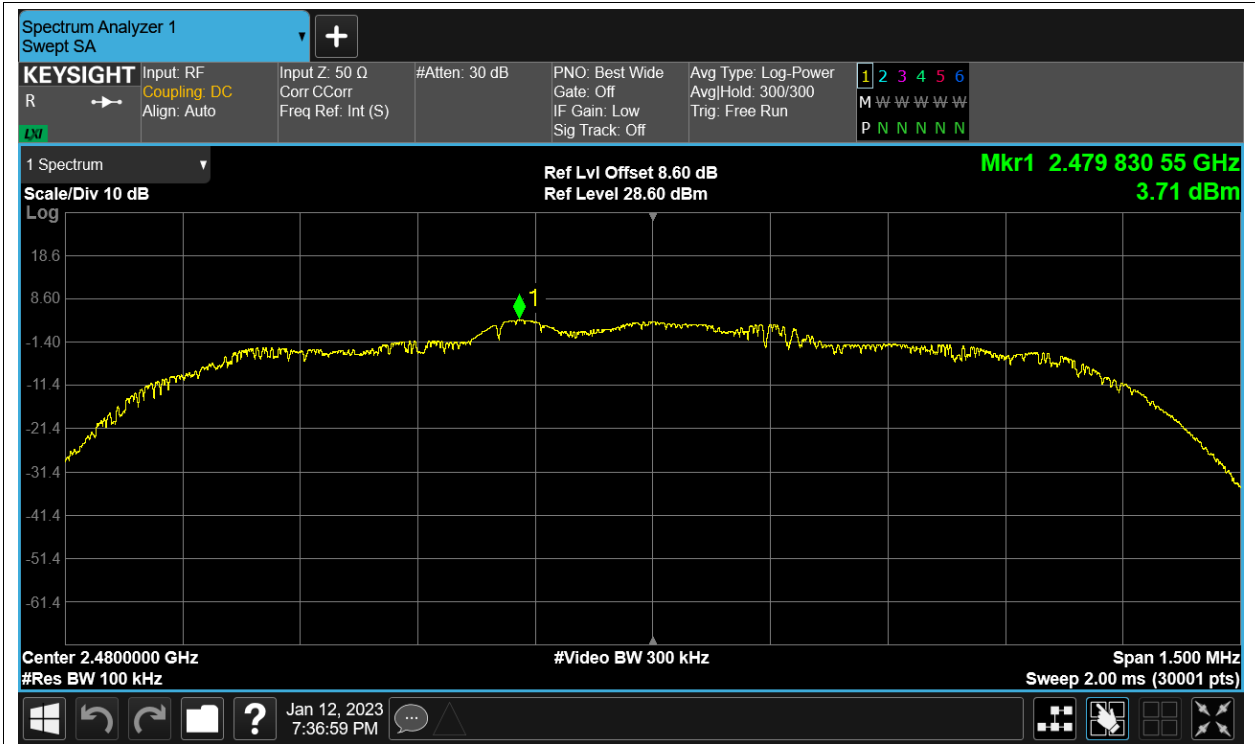 Spectrum Analyzer 1
Swept SA
KEYSIGHT
R
LXI
Input: RF
Coupling: DC
Align: Auto
Input Z: 50 Ω
Corr CCorr
Freq Ref: Int (S)
#Atten: 30 dB
PNO: Best Wide
Gate: Off
IF Gain: Low
Sig Track: Off
Avg Type: Log-Power
Avg|Hold: 300/300
Trig: Free Run
1 2 3 4 5 6
M W W W W W
P N N N N N
1 Spectrum
Scale/Div 10 dB
Log
Ref Lvl Offset 8.60 dB
Ref Level 28.60 dBm
Mkr1 2.479 830 55 GHz
3.71 dBm
18.6
8.60
1
-1.40
-11.4
-21.4
-31.4
-41.4
-51.4
-61.4
Center 2.4800000 GHz
#Video BW 300 kHz
Span 1.500 MHz
#Res BW 100 kHz
Sweep 2.00 ms (30001 pts)
?
Jan 12, 2023
7:36:59 PM